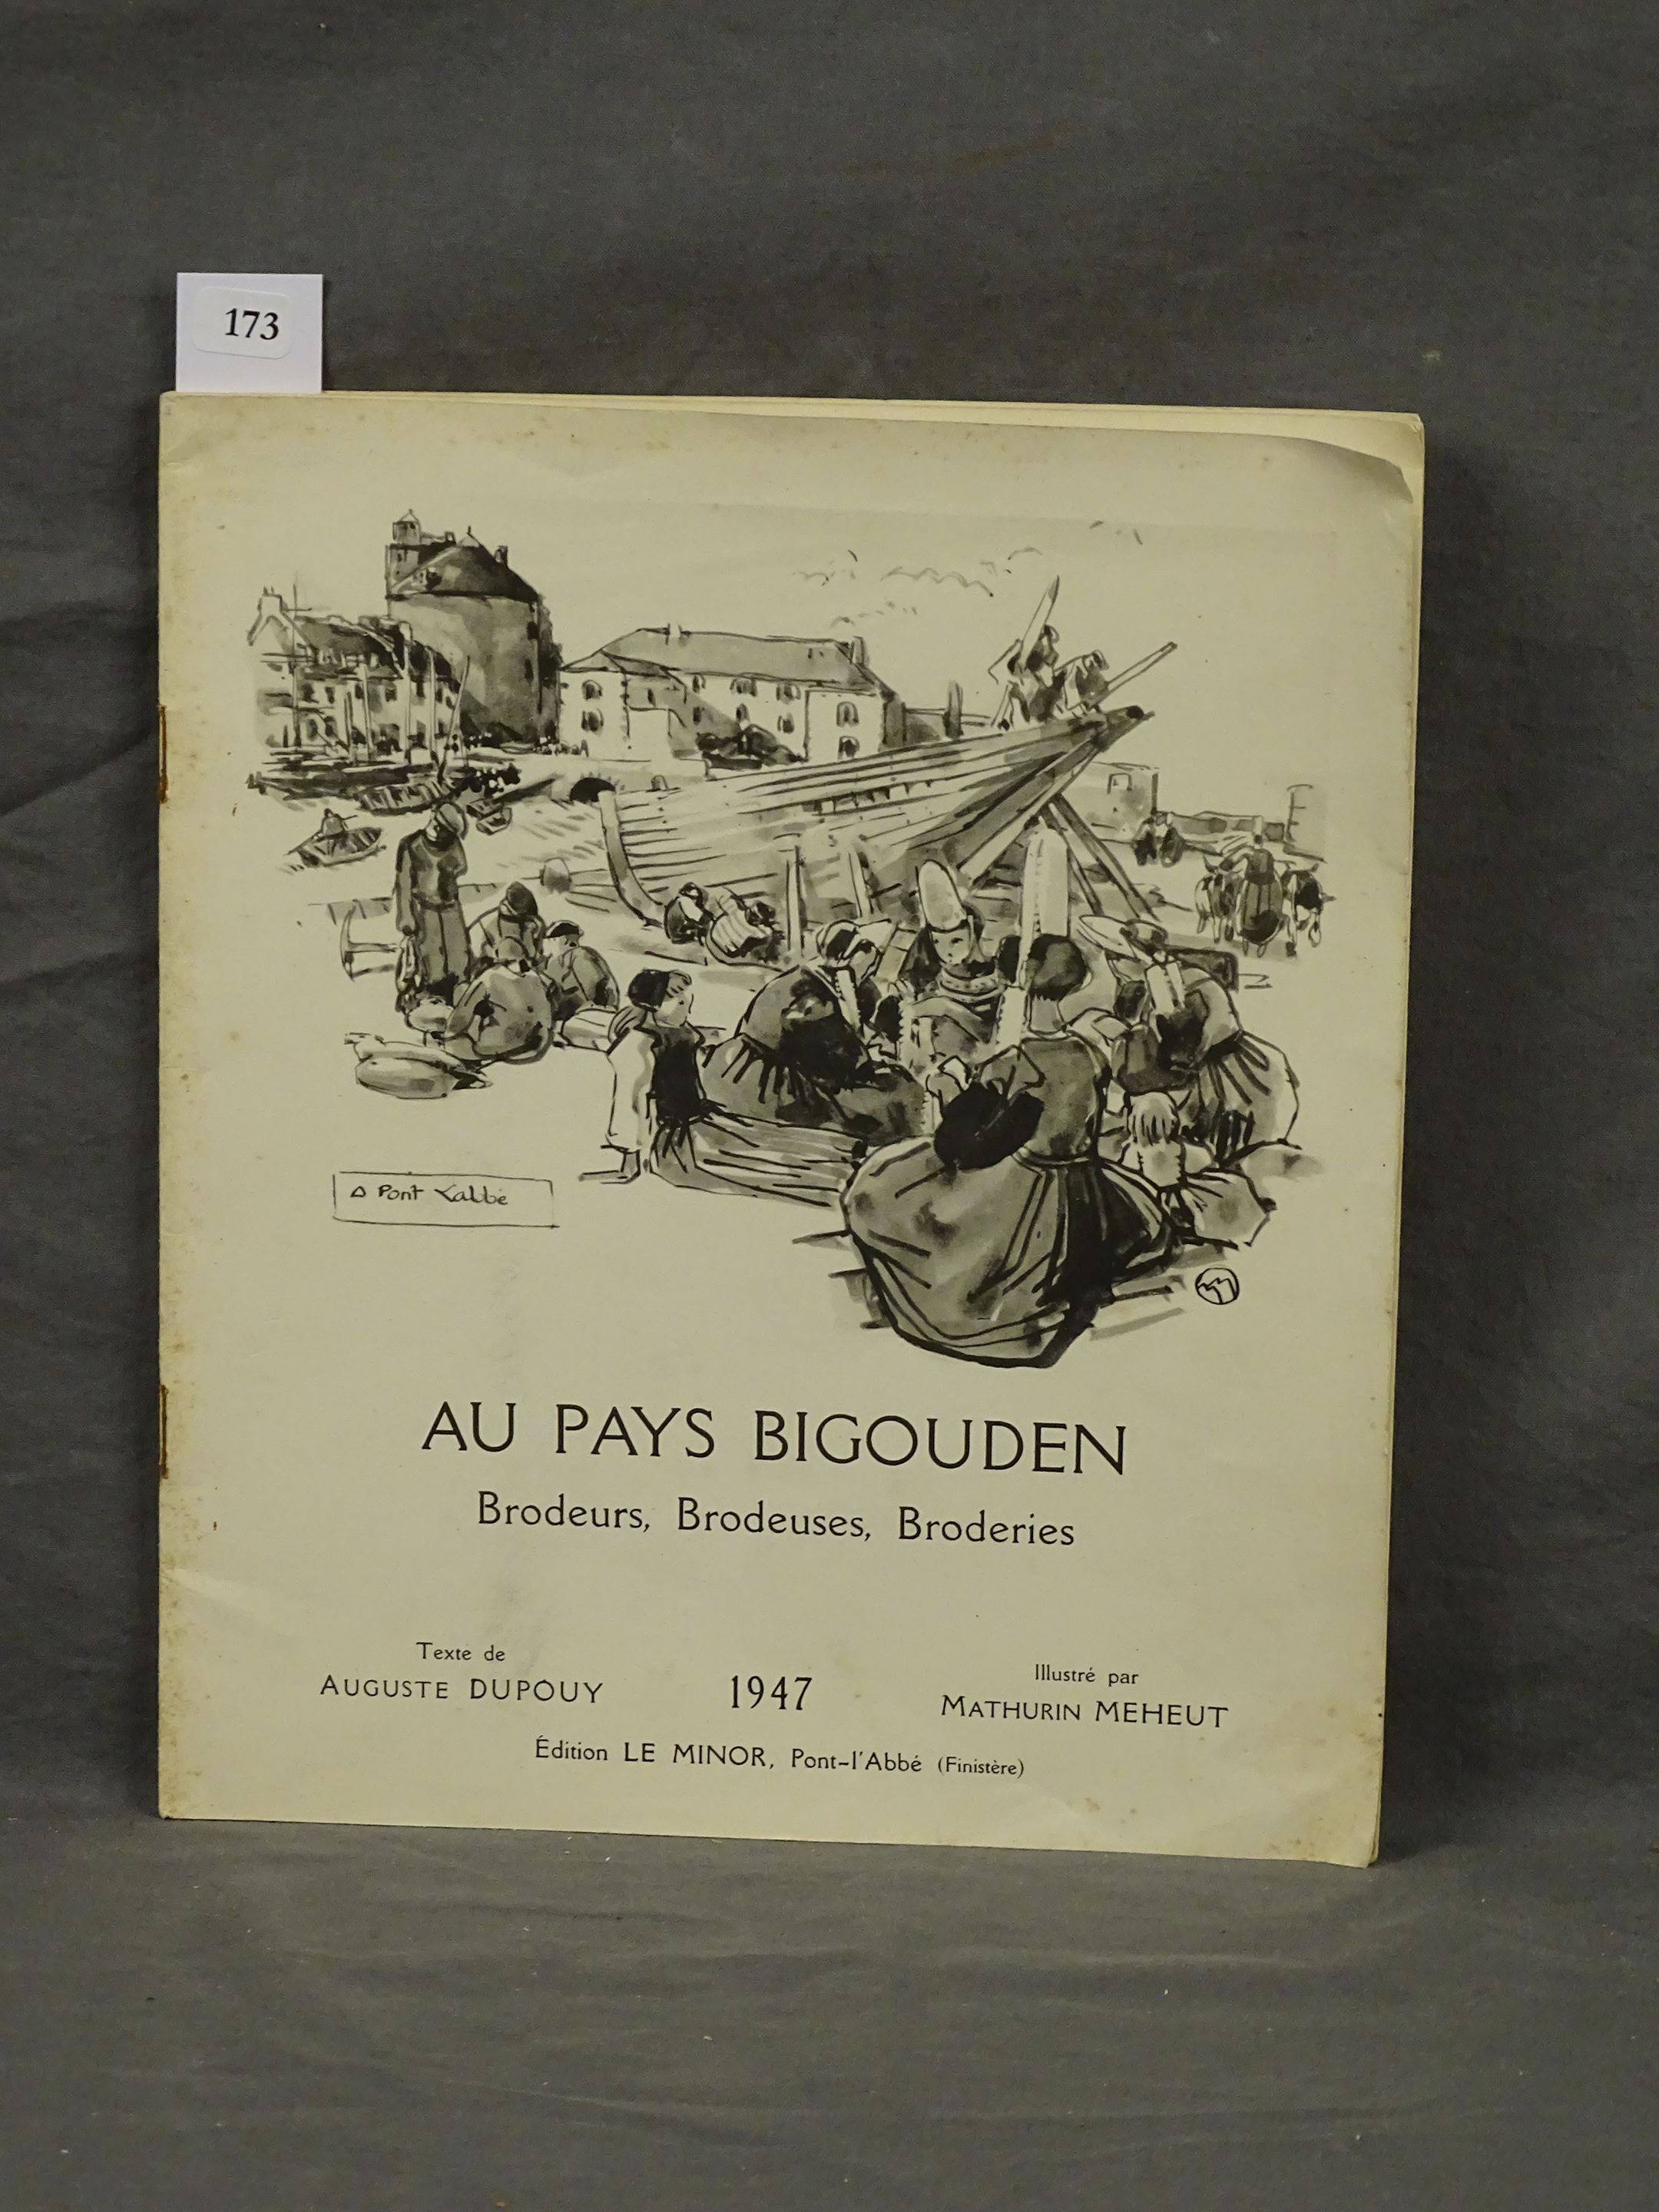 173
A Pont Labbé
AU PAYS BIGOUDEN
Brodeurs, Brodeuses, Broderies
Texte de
AUGUSTE DUPOUY
1947
Illustré par
MATHURIN MEHEUT
Édition LE MINOR, Pont-l'Abbé (Finistère)